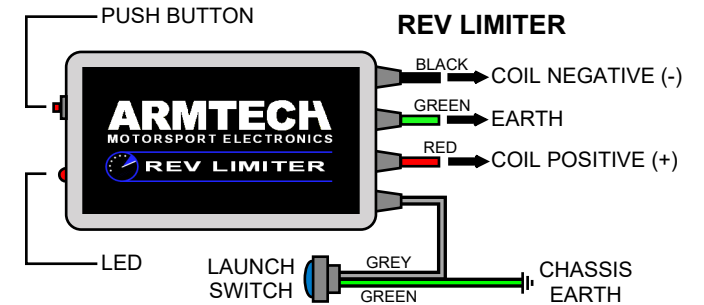 PUSH BUTTON
REV LIMITER
BLACK
COIL NEGATIVE (-)
GREEN
EARTH
RED
COIL POSITIVE (+)
ARMTECH
MOTORSPORT ELECTRONICS
REV LIMITER
LED
LAUNCH
SWITCH
GREY
GREEN
CHASSIS
EARTH